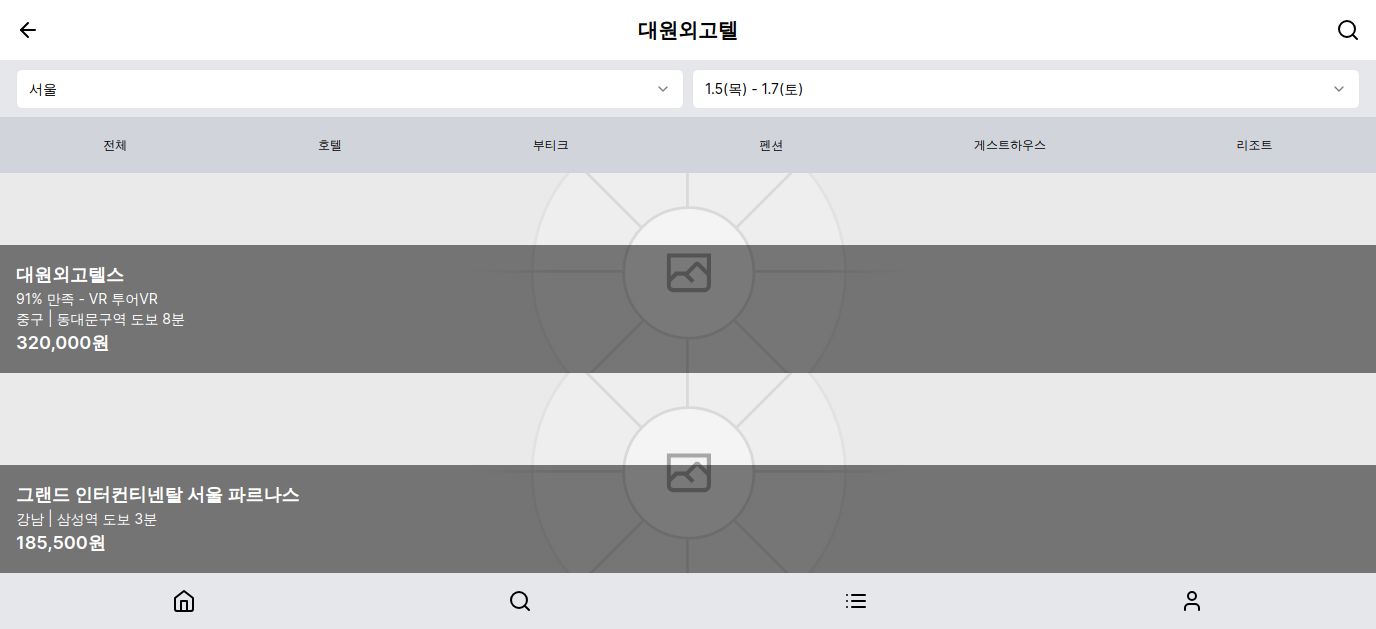 대원외고텔
서울
1.5(목) - 1.7(토)
전체
호텔
부티크
펜션
게스트하우스
리조트
대원외고텔스
91% 만족 - VR 투어VR
중구 | 동대문구역 도보 8분
320,000원
그랜드 인터컨티넨탈 서울 파르나스
강남 | 삼성역 도보 3분
185,500원